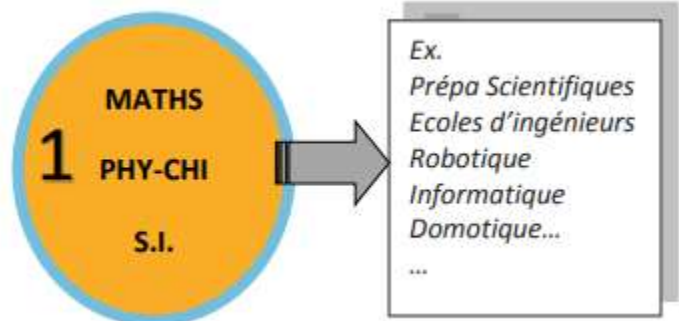 MATHS
1 PHY-CHI
S.I.
Ex.
Prépa Scientifiques
Ecoles d'ingénieurs
Robotique
Informatique
Domotique...
...